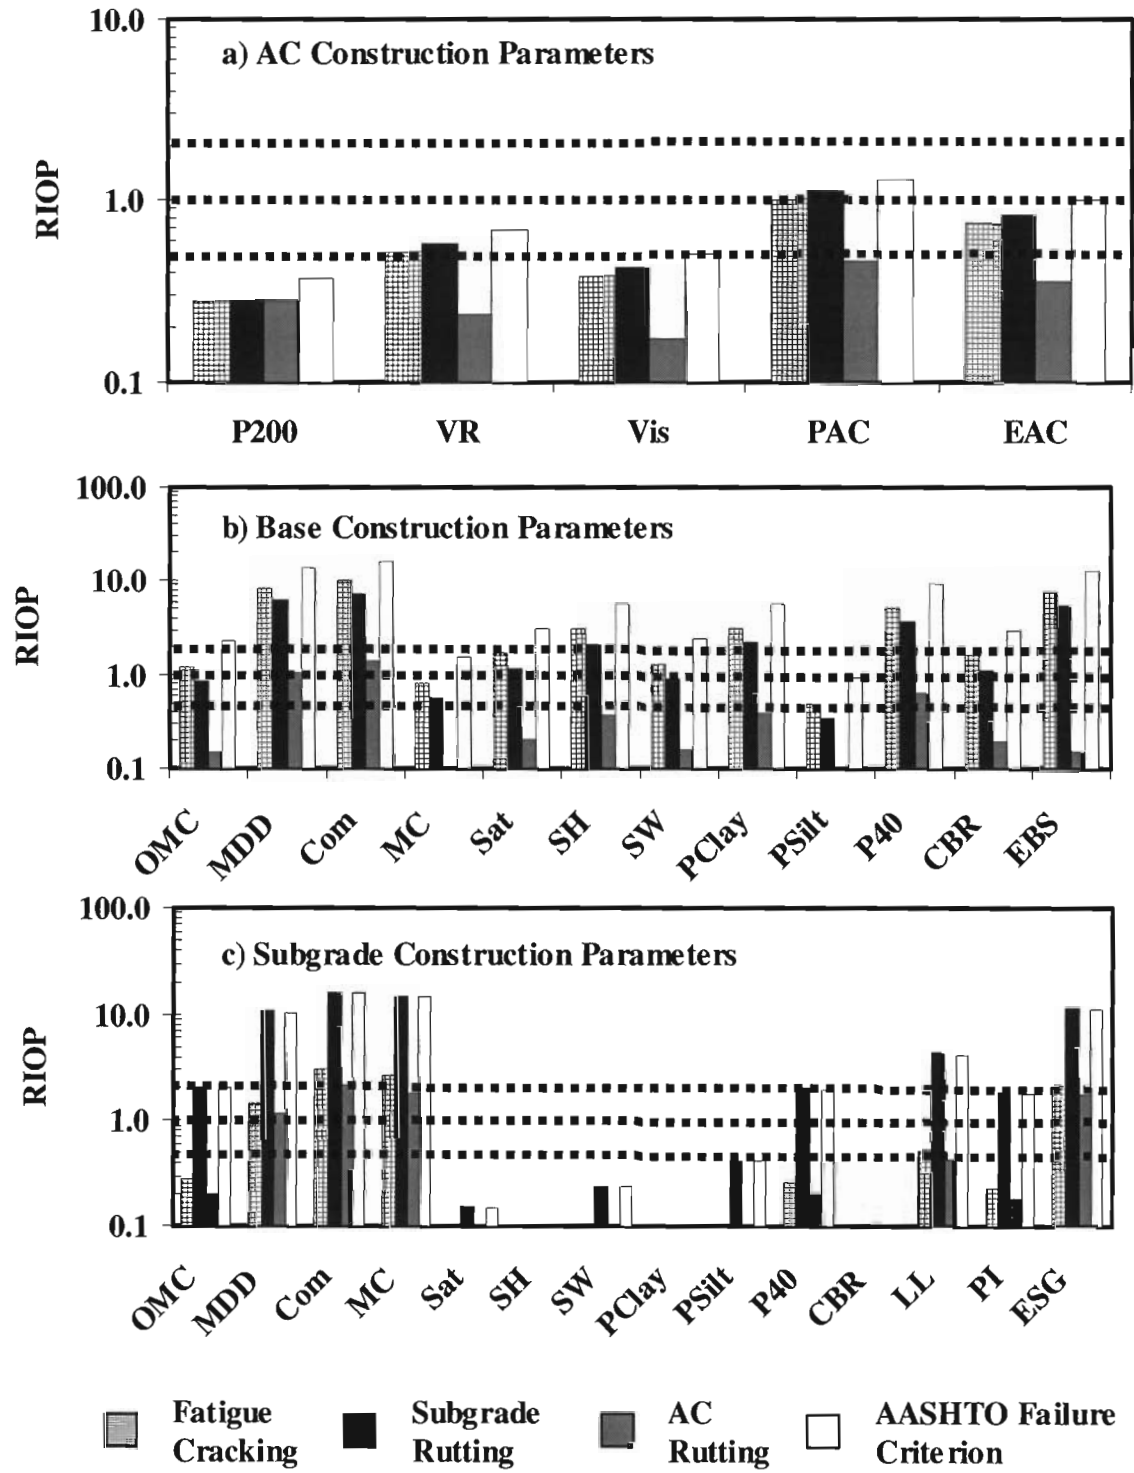 10.0
a) AC Construction Parameters
RIOP
1.0
0.1
P200 VR Vis PAC EAC
100.0
b) Base Construction Parameters
10.0
RIOP
1.0
0.1
OMC MDD Com MC Sat SH SW PClay PSilt P40 CBR EBS
100.0
c) Subgrade Construction Parameters
10.0
RIOP
1.0
0.1
OMC MDD Com MC Sat SH SW PClay PSilt P40 CBR LL PI ESG
Fatigue Subgrade AC AASHTO Failure
Cracking Rutting Rutting Criterion